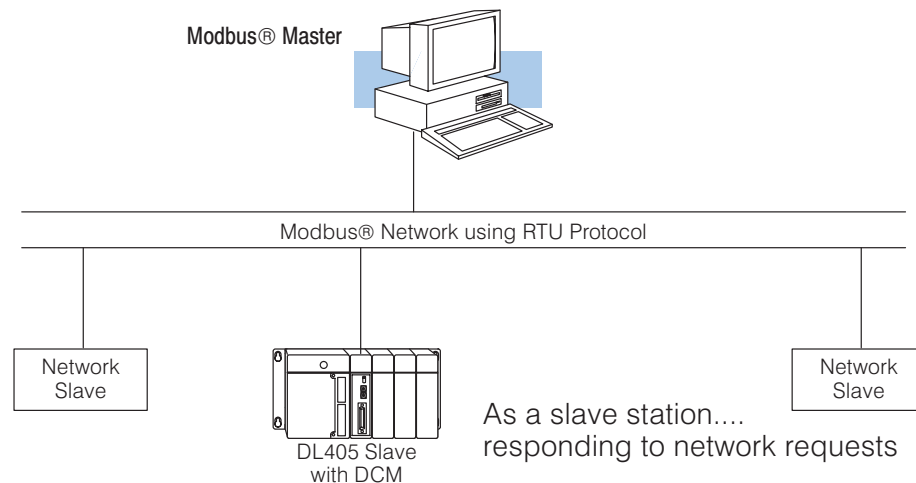 Modbus® Master
Modbus® Network using RTU Protocol
Network
Slave
DL405 Slave
with DCM
As a slave station....
responding to network requests
Network
Slave